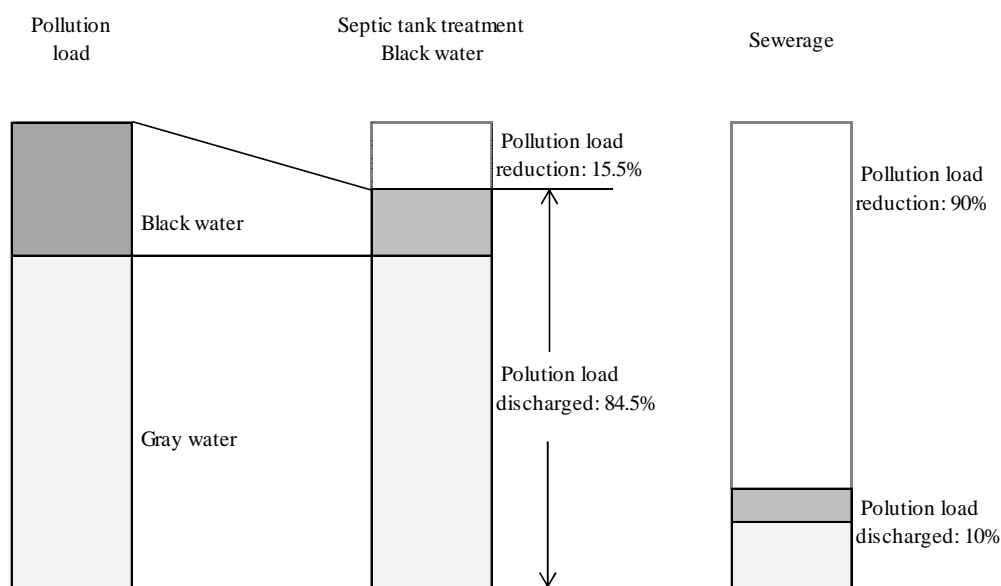 Pollution
load
Septic tank treatment
Black water
Sewerage
Pollution load
reduction: 15.5%
Pollution load
reduction: 90%
Black water
Polution load
discharged: 84.5%
Gray water
Polution load
discharged: 10%